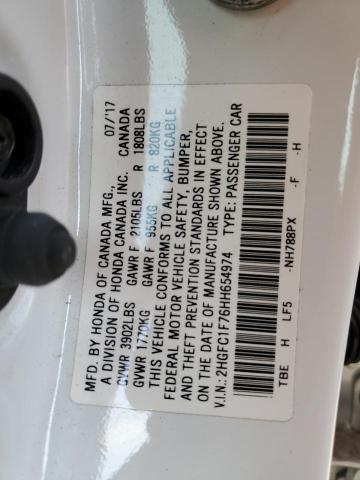 MFD. BY HONDA OF CANADA MFG., 07/17
A DIVISION OF HONDA CANADA INC. CANADA
GVWR 3902LBS GAWR F 2105LBS R 1808LBS
GVWR 1770KG GAWR F 955KG R 820KG
THIS VEHICLE CONFORMS TO ALL APPLICABLE
FEDERAL MOTOR VEHICLE SAFETY, BUMPER,
AND THEFT PREVENTION STANDARDS IN EFFECT
ON THE DATE OF MANUFACTURE SHOWN ABOVE.
V.I.N.: 2HGFC1F76HH654974 TYPE: PASSENGER CAR
-NH788PX -F -H
TBE H LF5